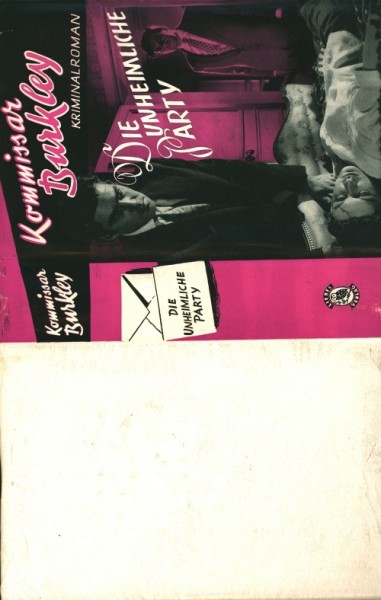 Kommissar
Burkley
KRIMINALROMAN
DIE
UNHEIMLICHE
PARTY
Kommissar
Burkley
DIE
UNHEIMLICHE
PARTY